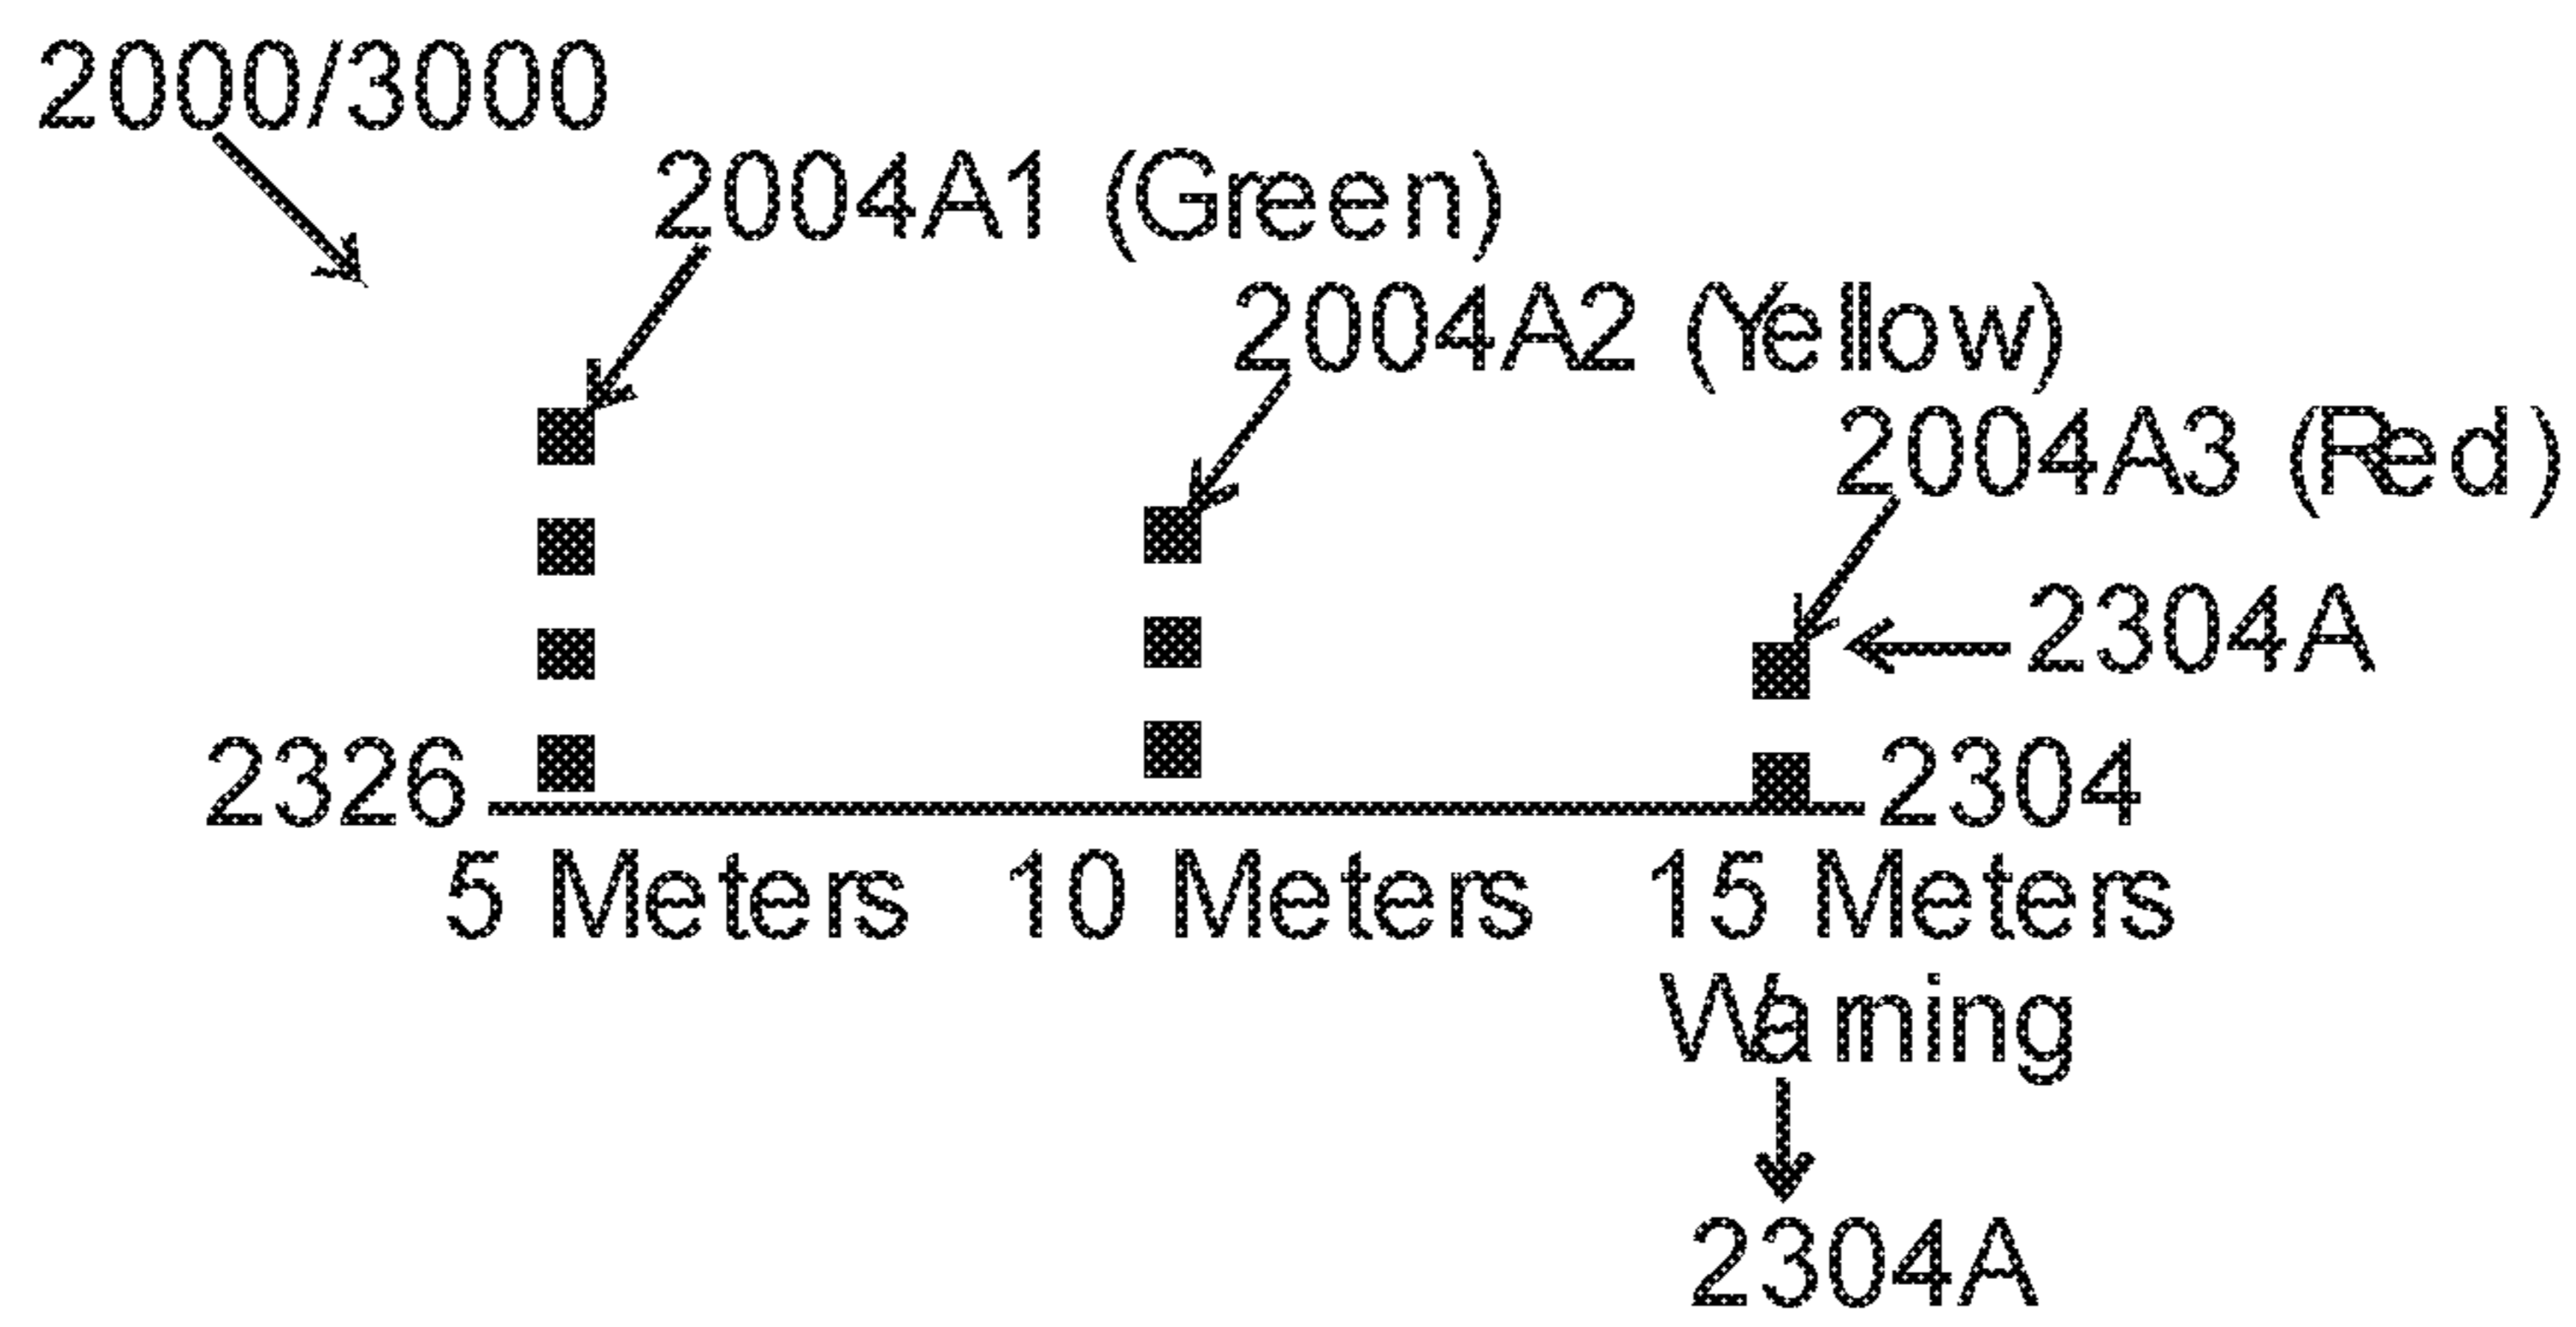 2000/3000
2004A1 (Green)
2004A2 (Yellow)
2004A3 (Red)
2304A
2326
2304
5 Meters 10 Meters 15 Meters
Warning
2304A